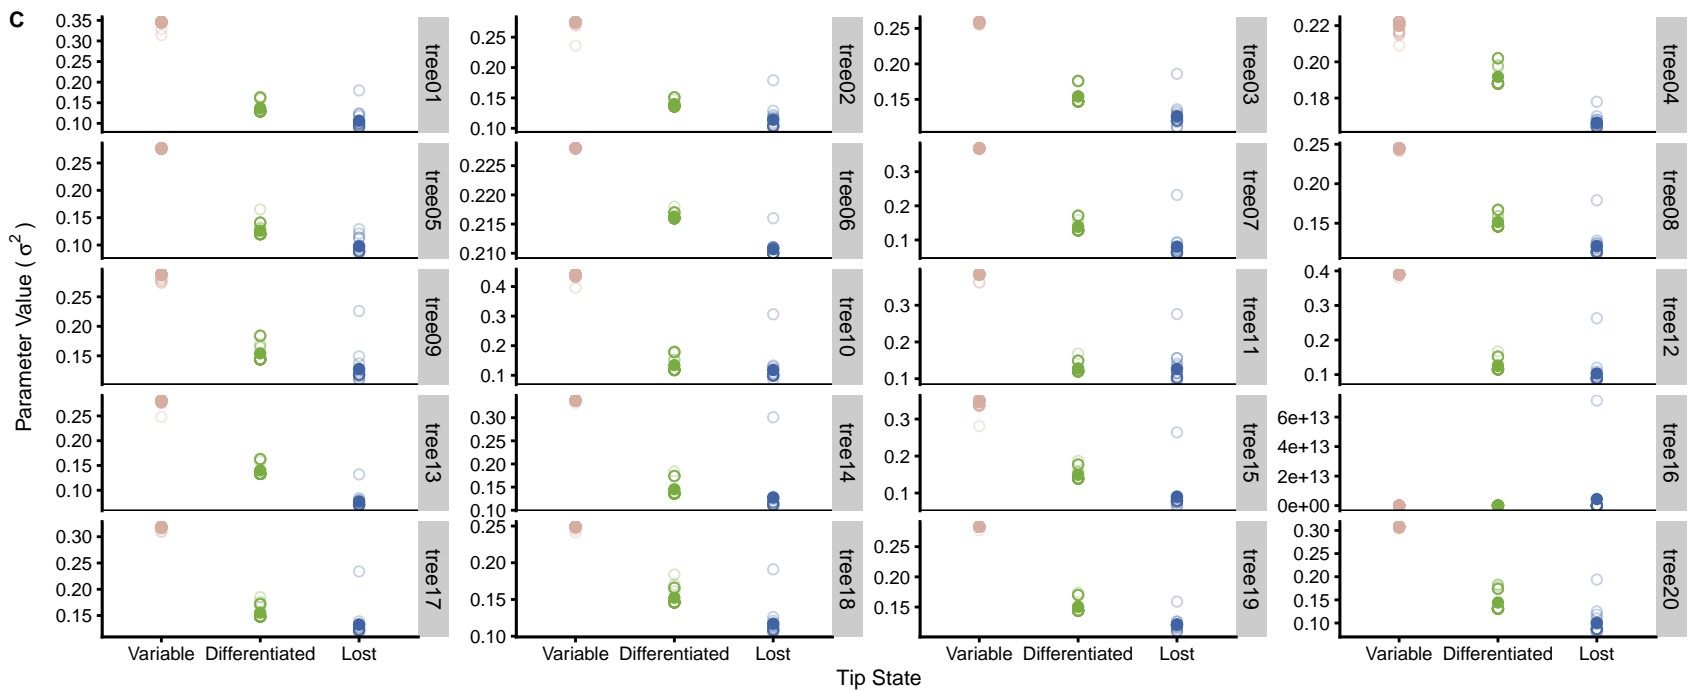 C
0.35
0.30
0.20
0.15
0.10
tree01
0.25
0.20
0.15
0.10
tree02
0.25
0.20
0.15
tree03
0.22
0.20
0.18
tree04
0.25
0.20
0.15
0.10
tree05
0.225
0.220
0.215
0.210
tree06
0.3
0.2
0.1
tree07
0.25
0.20
0.15
tree08
0.25
0.20
0.15
tree09
0.4
0.3
0.2
0.1
tree10
0.3
0.2
0.1
tree11
0.4
0.3
0.2
0.1
tree12
0.25
0.15
0.10
tree13
0.30
0.20
0.15
0.10
tree14
0.3
0.2
0.1
tree15
6e+13
4e+13
2e+13
0e+00
tree16
0.30
0.20
0.15
tree17
0.25
0.20
0.15
0.10
tree18
0.25
0.20
0.15
tree19
0.30
0.25
0.20
0.15
0.10
tree20
Variable Differentiated Lost
Variable Differentiated Lost
Variable Differentiated Lost
Variable Differentiated Lost
Parameter Value ( σ²)
Tip State